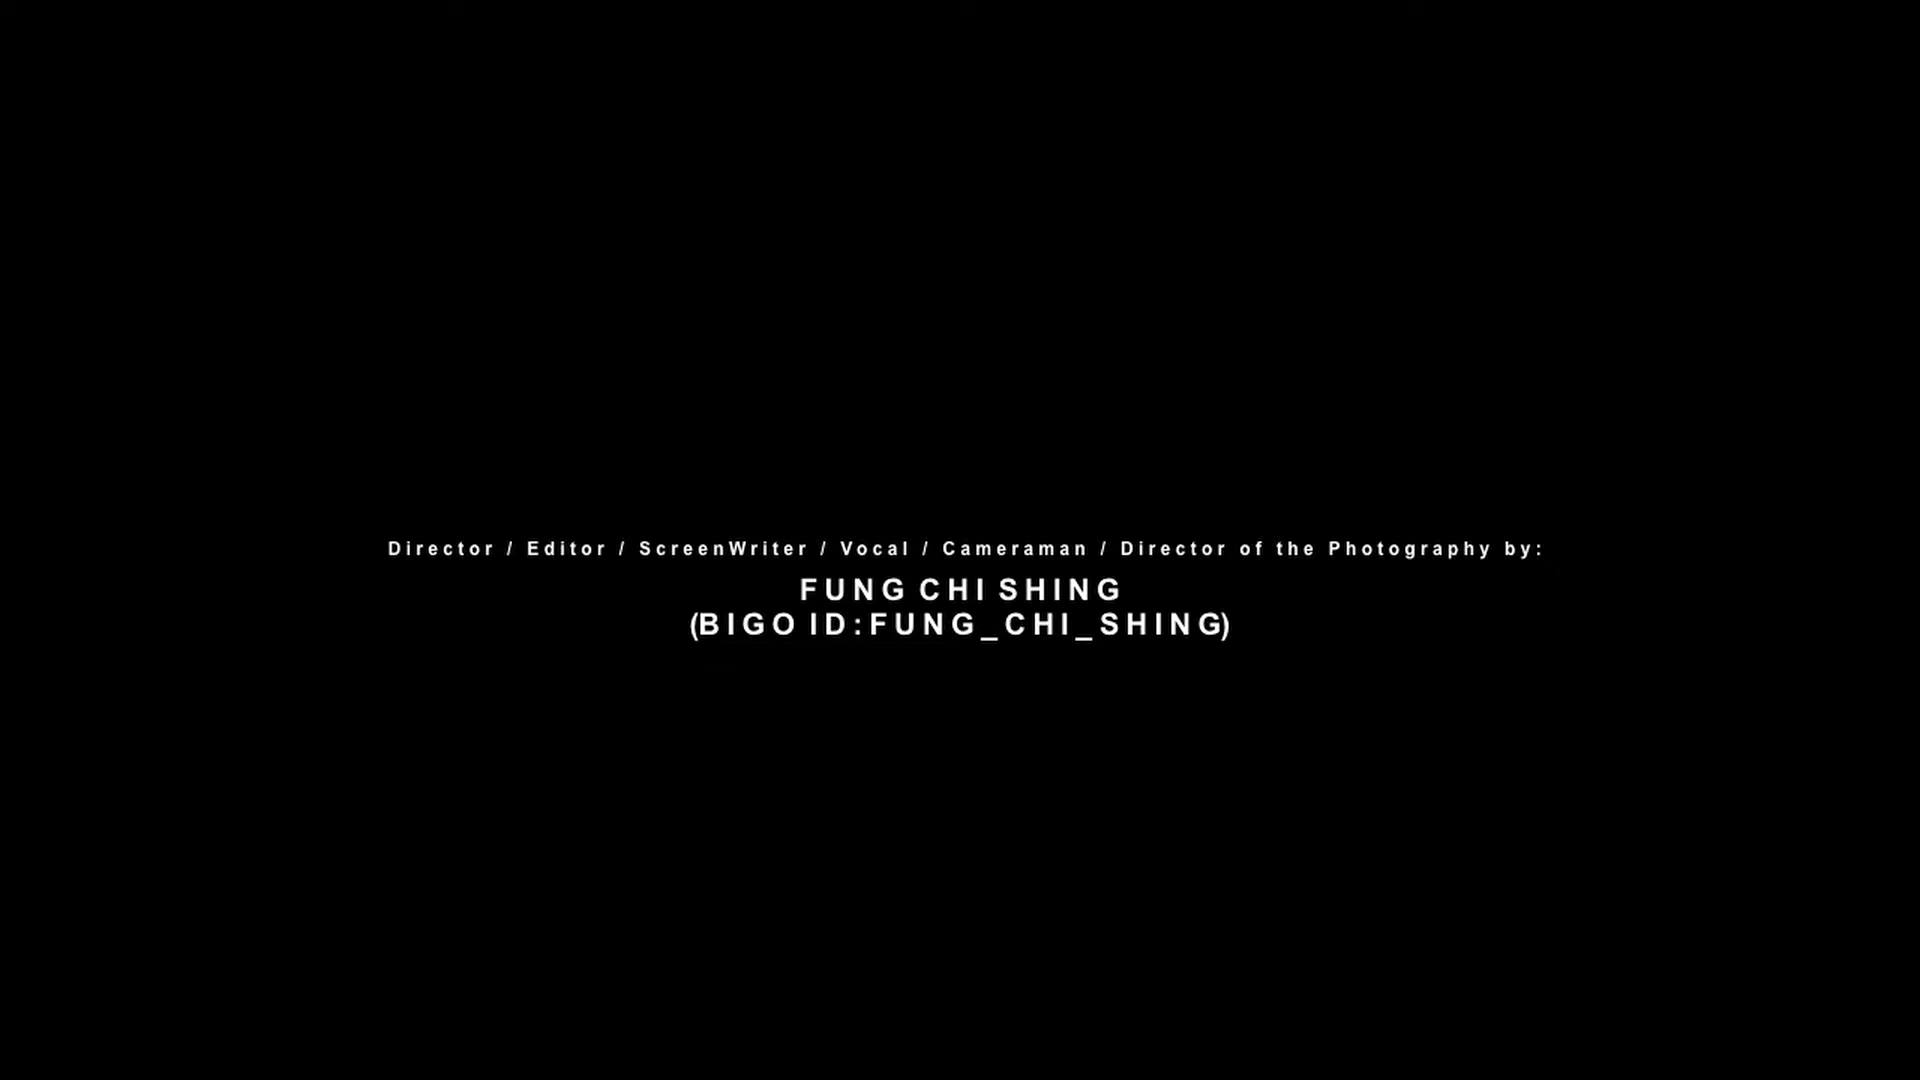 Director / Editor / ScreenWriter / Vocal / Cameraman / Director of the Photography by:
FUNG CHI SHING
(BIGO ID:FUNG_CHI_SHING)